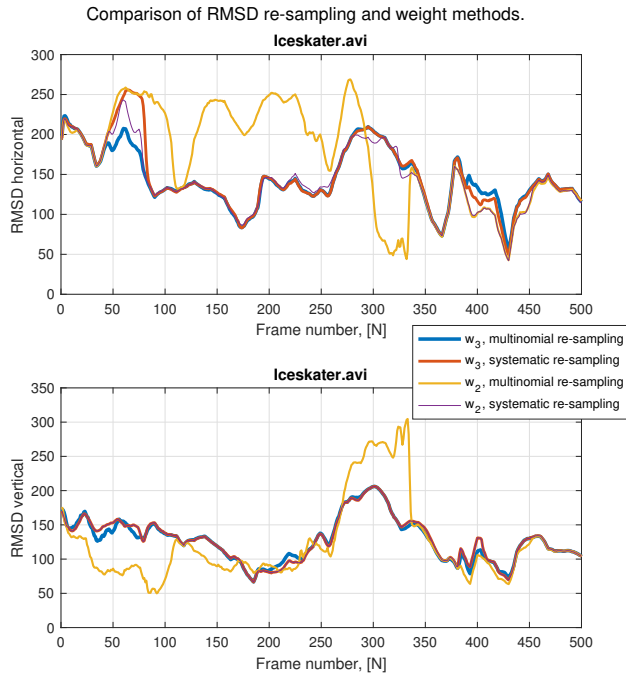 Comparison of RMSD re-sampling and weight methods.
Iceskater.avi
RMSD horizontal
300
250
200
150
100
50
0
0 50 100 150 200 250 300 350 400 450 500
Frame number, [N]
w3, multinomial re-sampling
w3, systematic re-sampling
w2, multinomial re-sampling
w2, systematic re-sampling
Iceskater.avi
RMSD vertical
350
300
250
200
150
100
50
0
0 50 100 150 200 250 300 350 400 450 500
Frame number, [N]